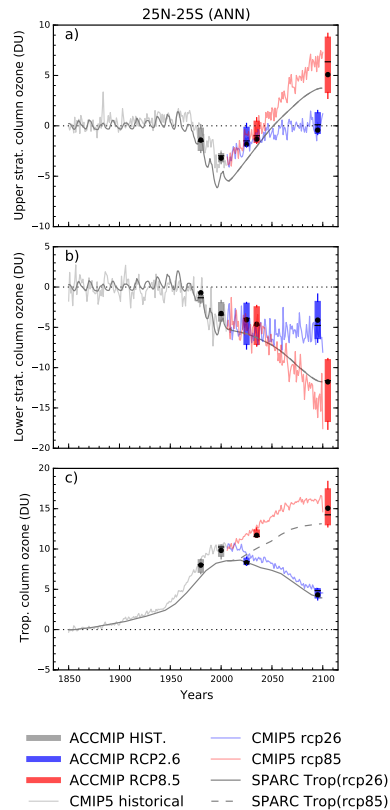 25N-25S (ANN)
a)
Upper strat. column ozone (DU)
10
5
0
−5
−10
b)
Lower strat. column ozone (DU)
5
0
−5
−10
−15
−20
c)
Trop. column ozone (DU)
20
15
10
5
0
−5
1850 1900 1950 2000 2050 2100
Years
ACCMIP HIST.
ACCMIP RCP2.6
ACCMIP RCP8.5
CMIP5 historical
CMIP5 rcp26
CMIP5 rcp85
SPARC Trop(rcp26)
SPARC Trop(rcp85)